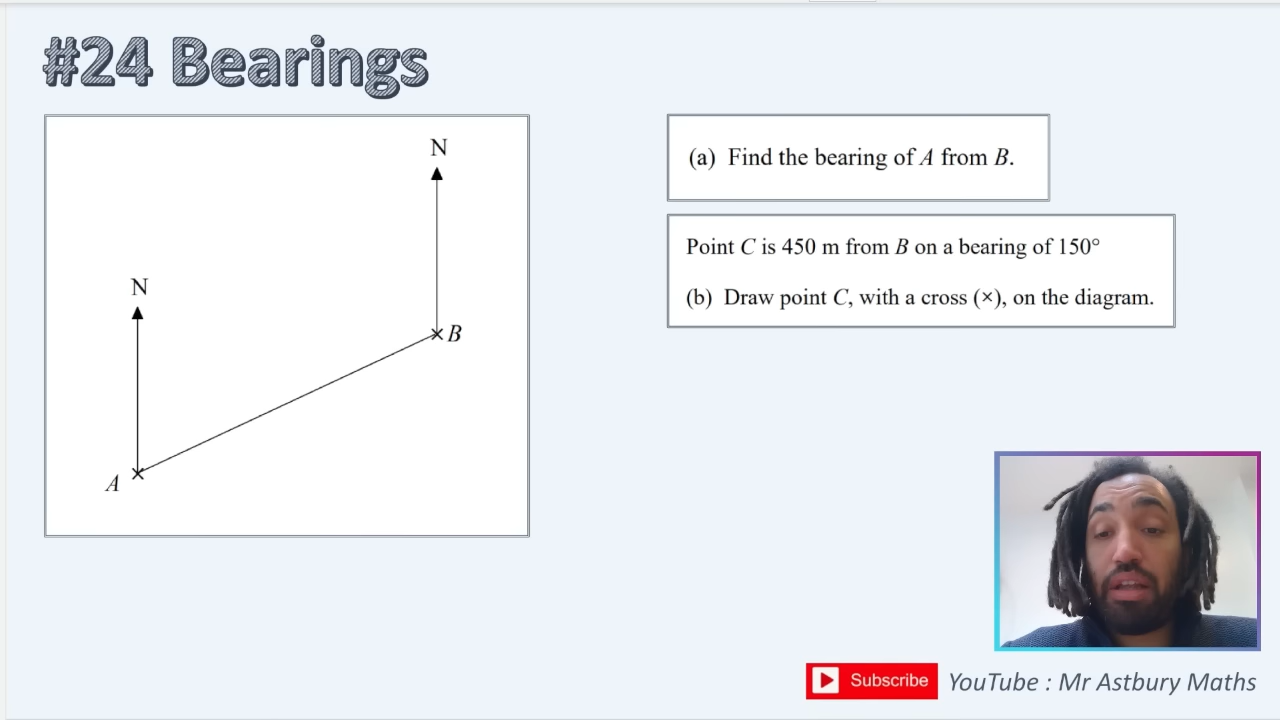 #24 Bearings
N
N
B
A
(a) Find the bearing of A from B.
Point C is 450 m from B on a bearing of 150°
(b) Draw point C, with a cross (×), on the diagram.
Subscribe YouTube : Mr Astbury Maths